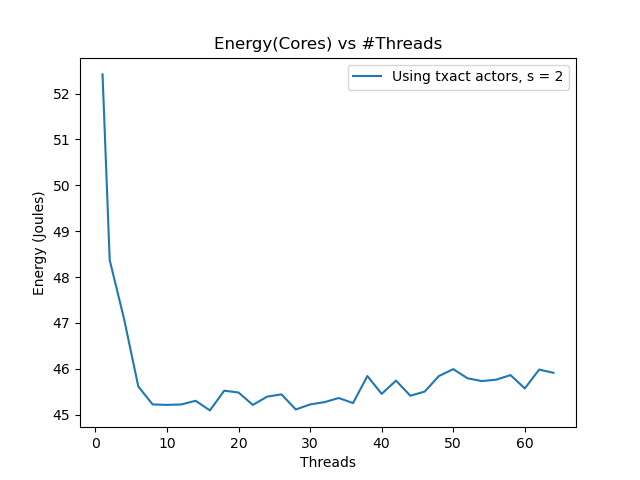 Energy(Cores) vs #Threads
Using txact actors, s = 2
52
51
50
49
48
47
46
45
Energy (Joules)
0 10 20 30 40 50 60
Threads